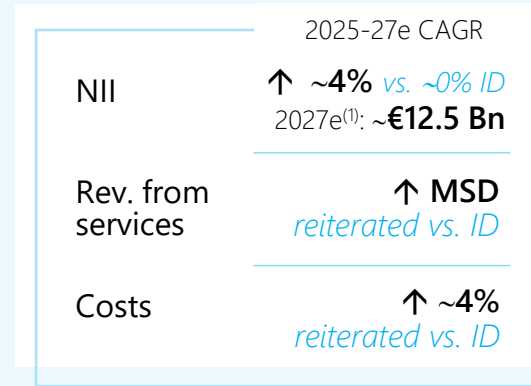 2025-27e CAGR
NII
↑ ~4% vs. ~0% ID
2027e(1): ~€12.5 Bn
Rev. from
services
↑ MSD
reiterated vs. ID
Costs
↑ ~4%
reiterated vs. ID